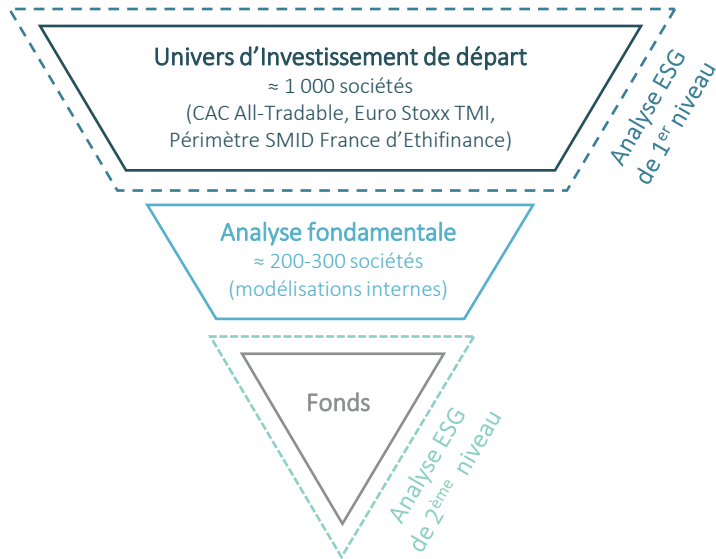 Univers d’Investissement de départ
≈ 1 000 sociétés
(CAC All-Tradable, Euro Stoxx TMI,
Périmètre SMID France d’Ethifinance)
Analyse ESG
de 1er niveau
Analyse fondamentale
≈ 200-300 sociétés
(modélisations internes)
Fonds
Analyse ESG
de 2ème niveau